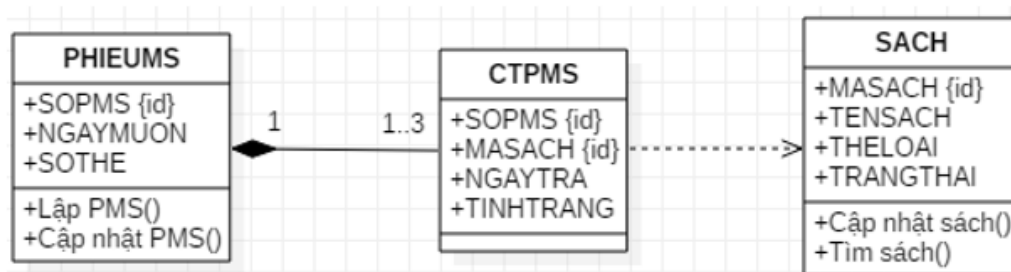 PHIEUMS
+SOPMS {id}
+NGAYMUON
+SOTHE
+Lập PMS()
+Cập nhật PMS()
1
1..3
CTPMS
+SOPMS {id}
+MASACH {id}
+NGAYTRA
+TINHTRANG
SACH
+MASACH {id}
+TENSACH
+THELOAI
+TRANGTHAI
+Cập nhật sách()
+Tìm sách()